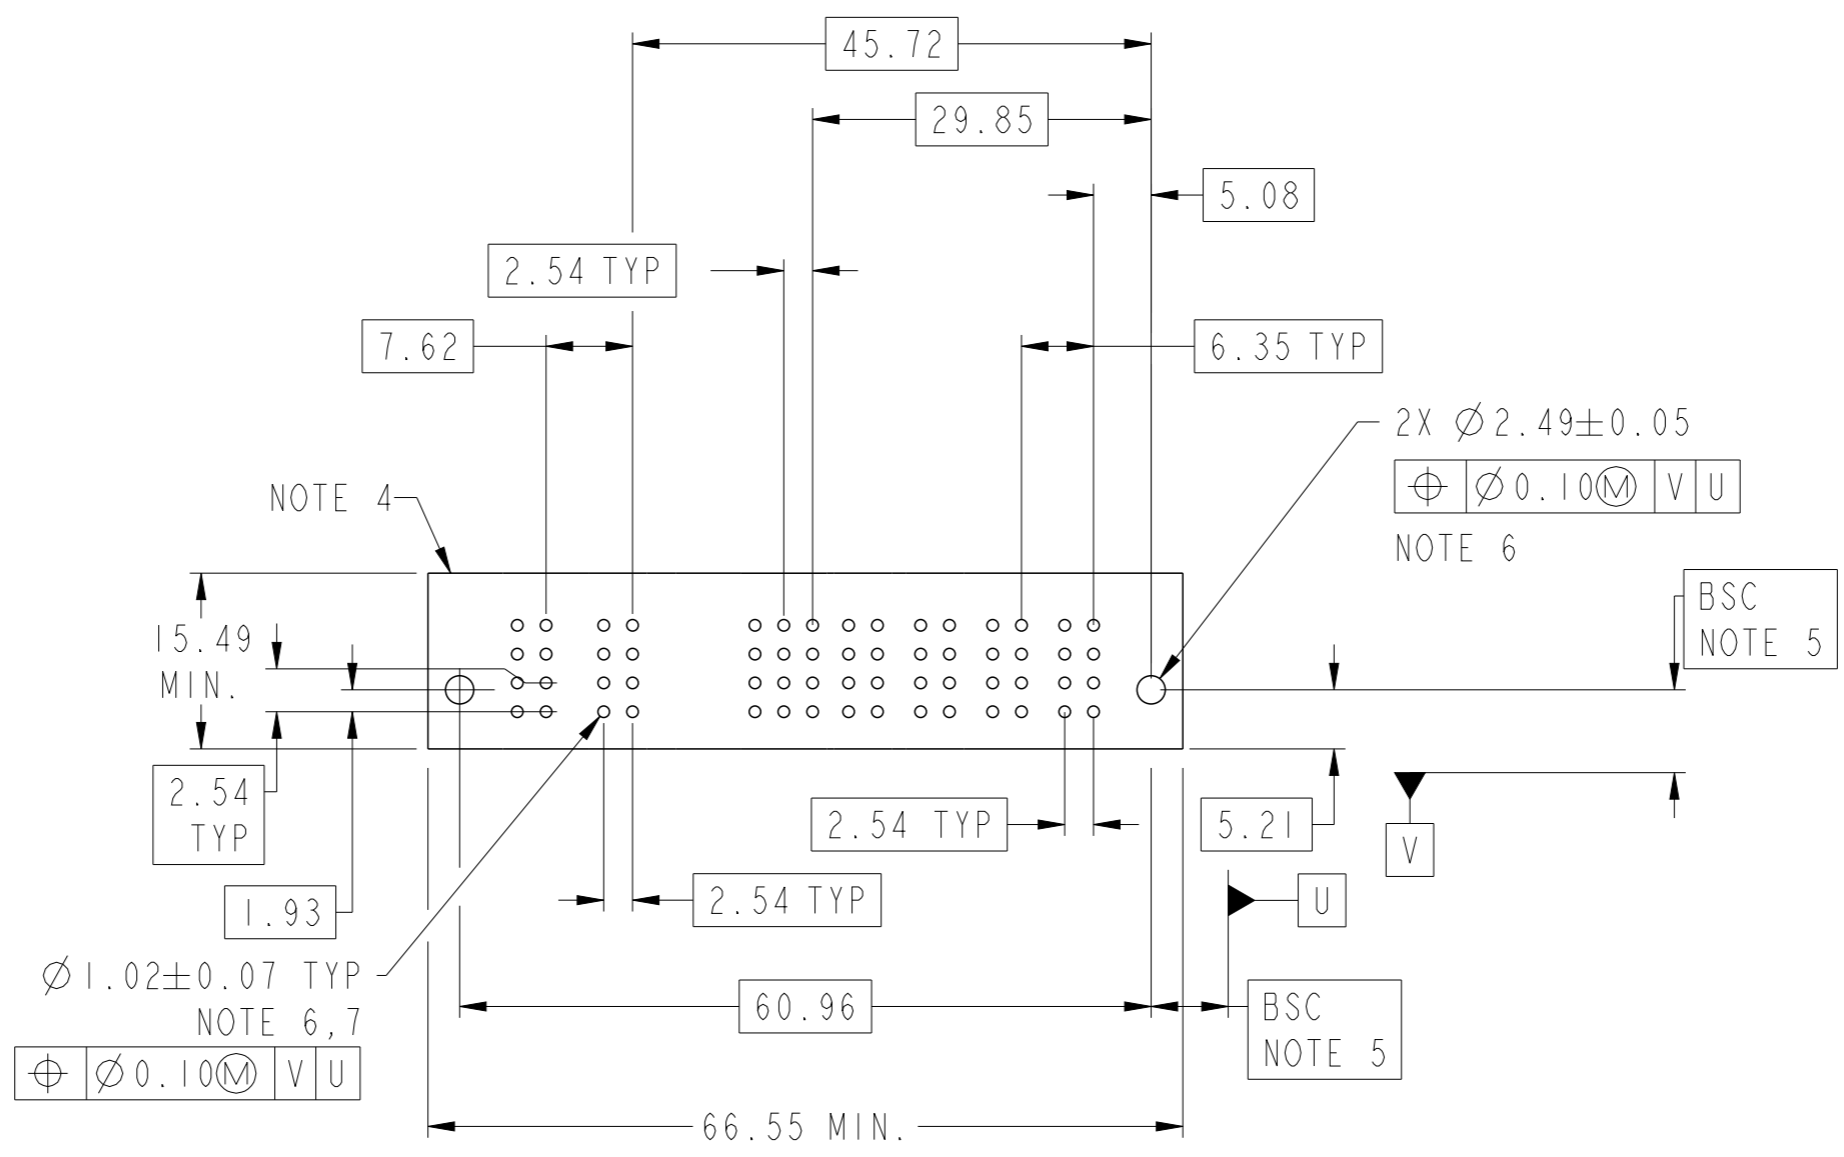 45.72
29.85
5.08
2.54 TYP
7.62
6.35 TYP
2X ∅2.49±0.05
⌖ ∅0.10Ⓜ V U
NOTE 6
NOTE 4
BSC
NOTE 5
15.49
MIN.
2.54
TYP
2.54 TYP
5.21
V
1.93
2.54 TYP
U
∅1.02±0.07 TYP
NOTE 6,7
⌖ ∅0.10Ⓜ V U
60.96
BSC
NOTE 5
66.55 MIN.